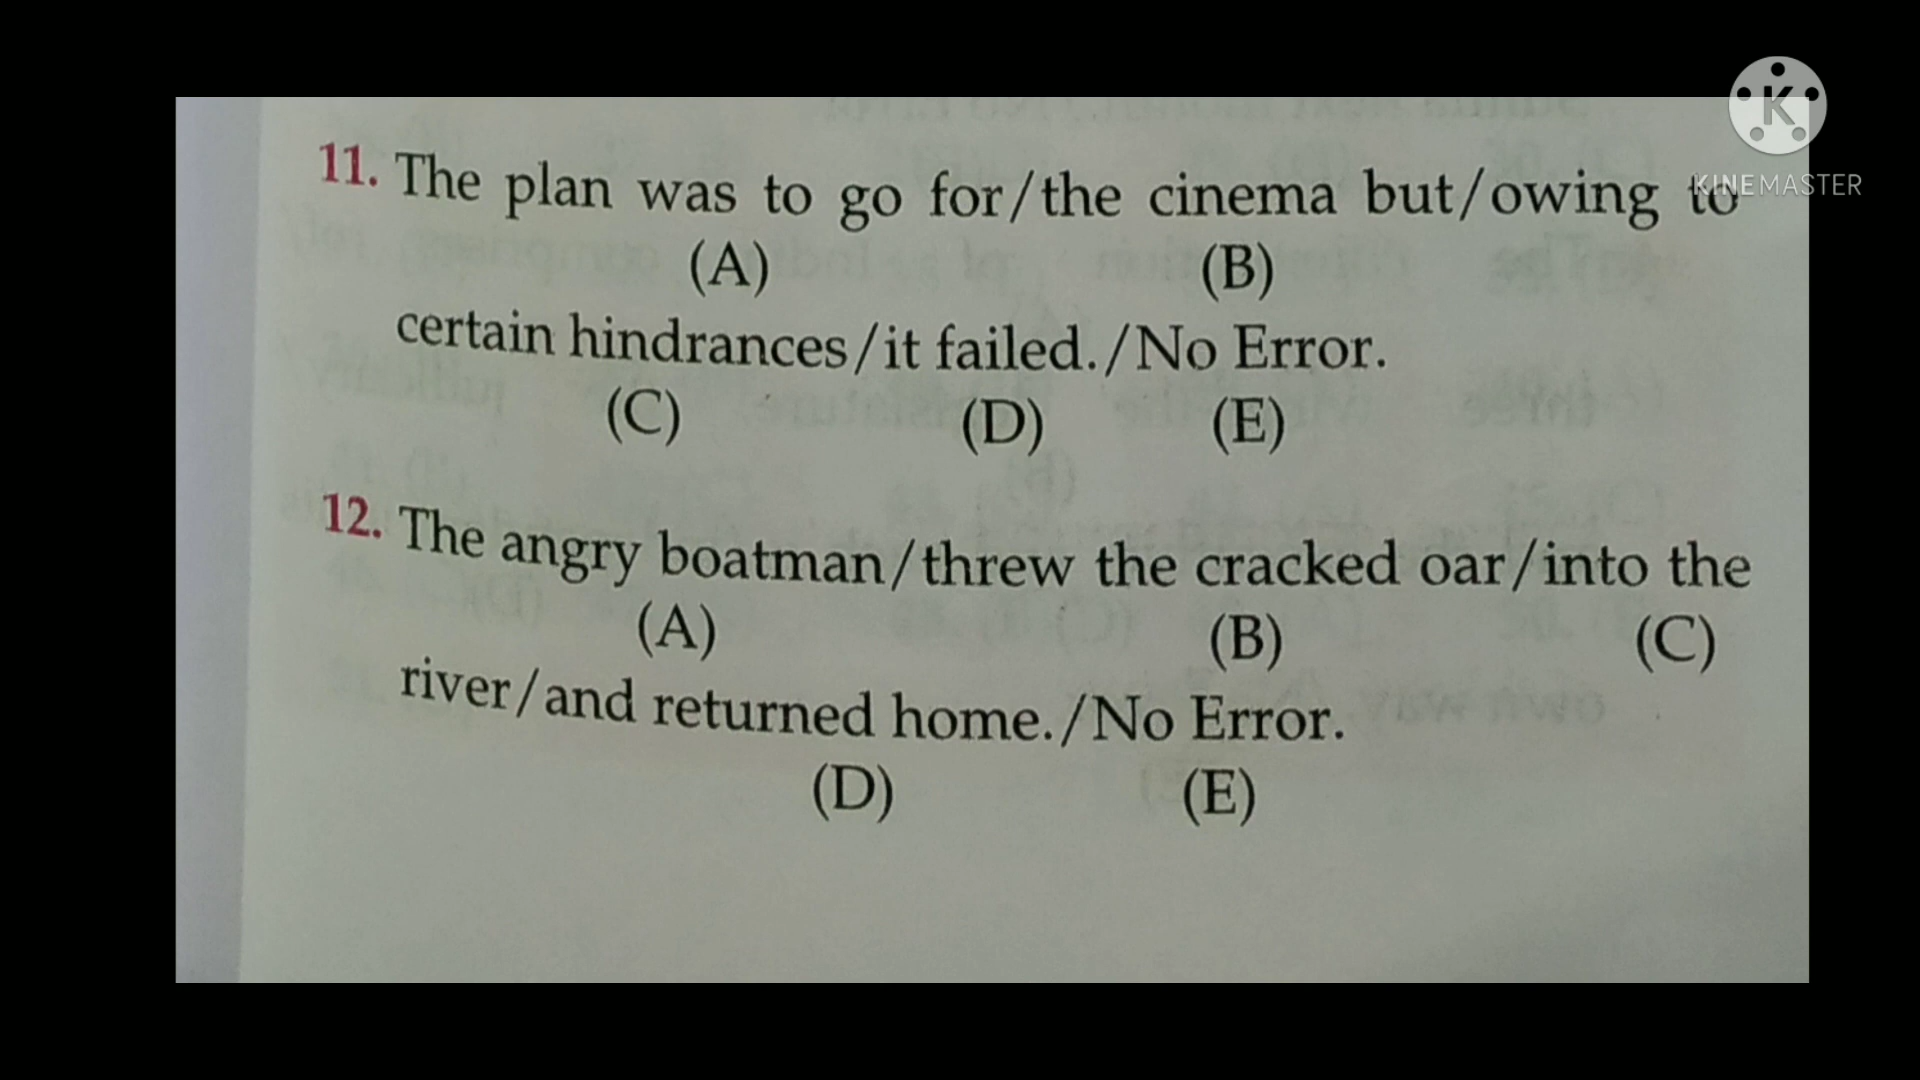 K
KINEMASTER
11. The plan was to go for/the cinema but/owing to
(A) (B)
certain hindrances/it failed./No Error.
(C) (D) (E)
12. The angry boatman/threw the cracked oar/into the
(A) (B) (C)
river/and returned home./No Error.
(D) (E)